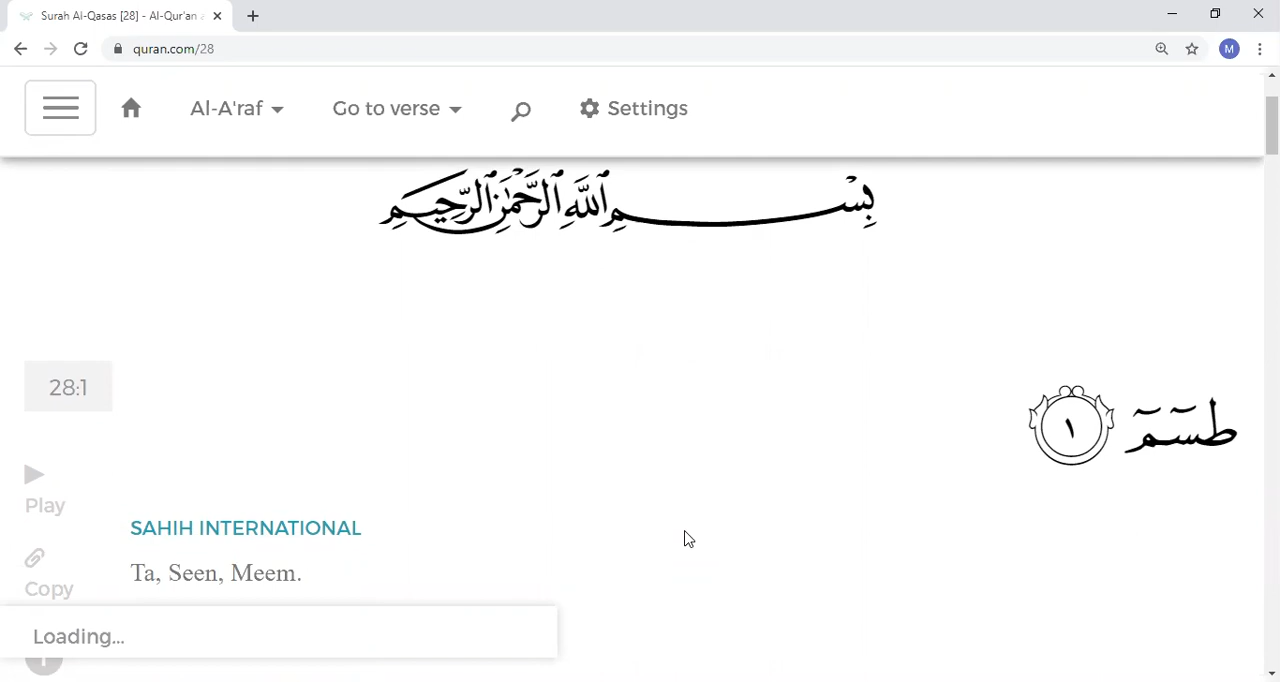 Surah Al-Qasas [28] - Al-Qur'an
quran.com/28
M
Al-A'raf
Go to verse
Settings
بِسْمِ ٱللَّهِ ٱلرَّحْمَٰنِ ٱلرَّحِيمِ
28:1
طسٓمٓ ١
Play
SAHIH INTERNATIONAL
Ta, Seen, Meem.
Copy
Loading...